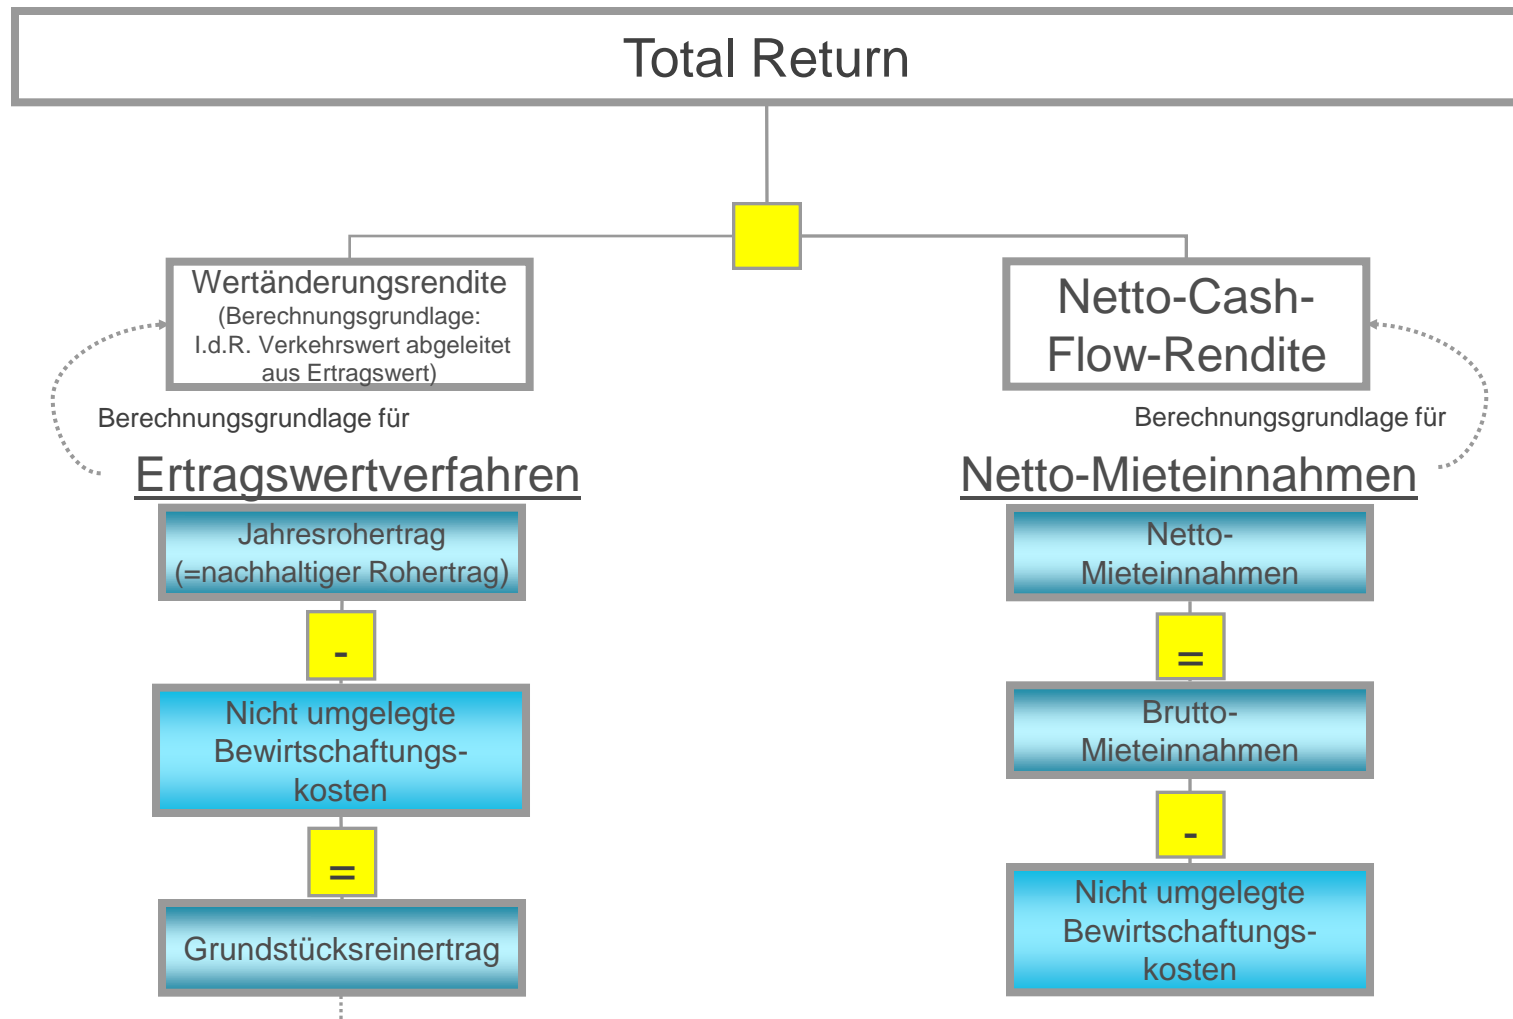 Total Return
Wertänderungsrendite
(Berechnungsgrundlage:
I.d.R. Verkehrswert abgeleitet
aus Ertragswert)
Netto-Cash-
Flow-Rendite
Berechnungsgrundlage für
Berechnungsgrundlage für
Ertragswertverfahren
Netto-Mieteinnahmen
Jahresrohertrag
(=nachhaltiger Rohertrag)
-
Nicht umgelegte
Bewirtschaftungs-
kosten
=
Grundstücksreinertrag
Netto-
Mieteinnahmen
=
Brutto-
Mieteinnahmen
-
Nicht umgelegte
Bewirtschaftungs-
kosten